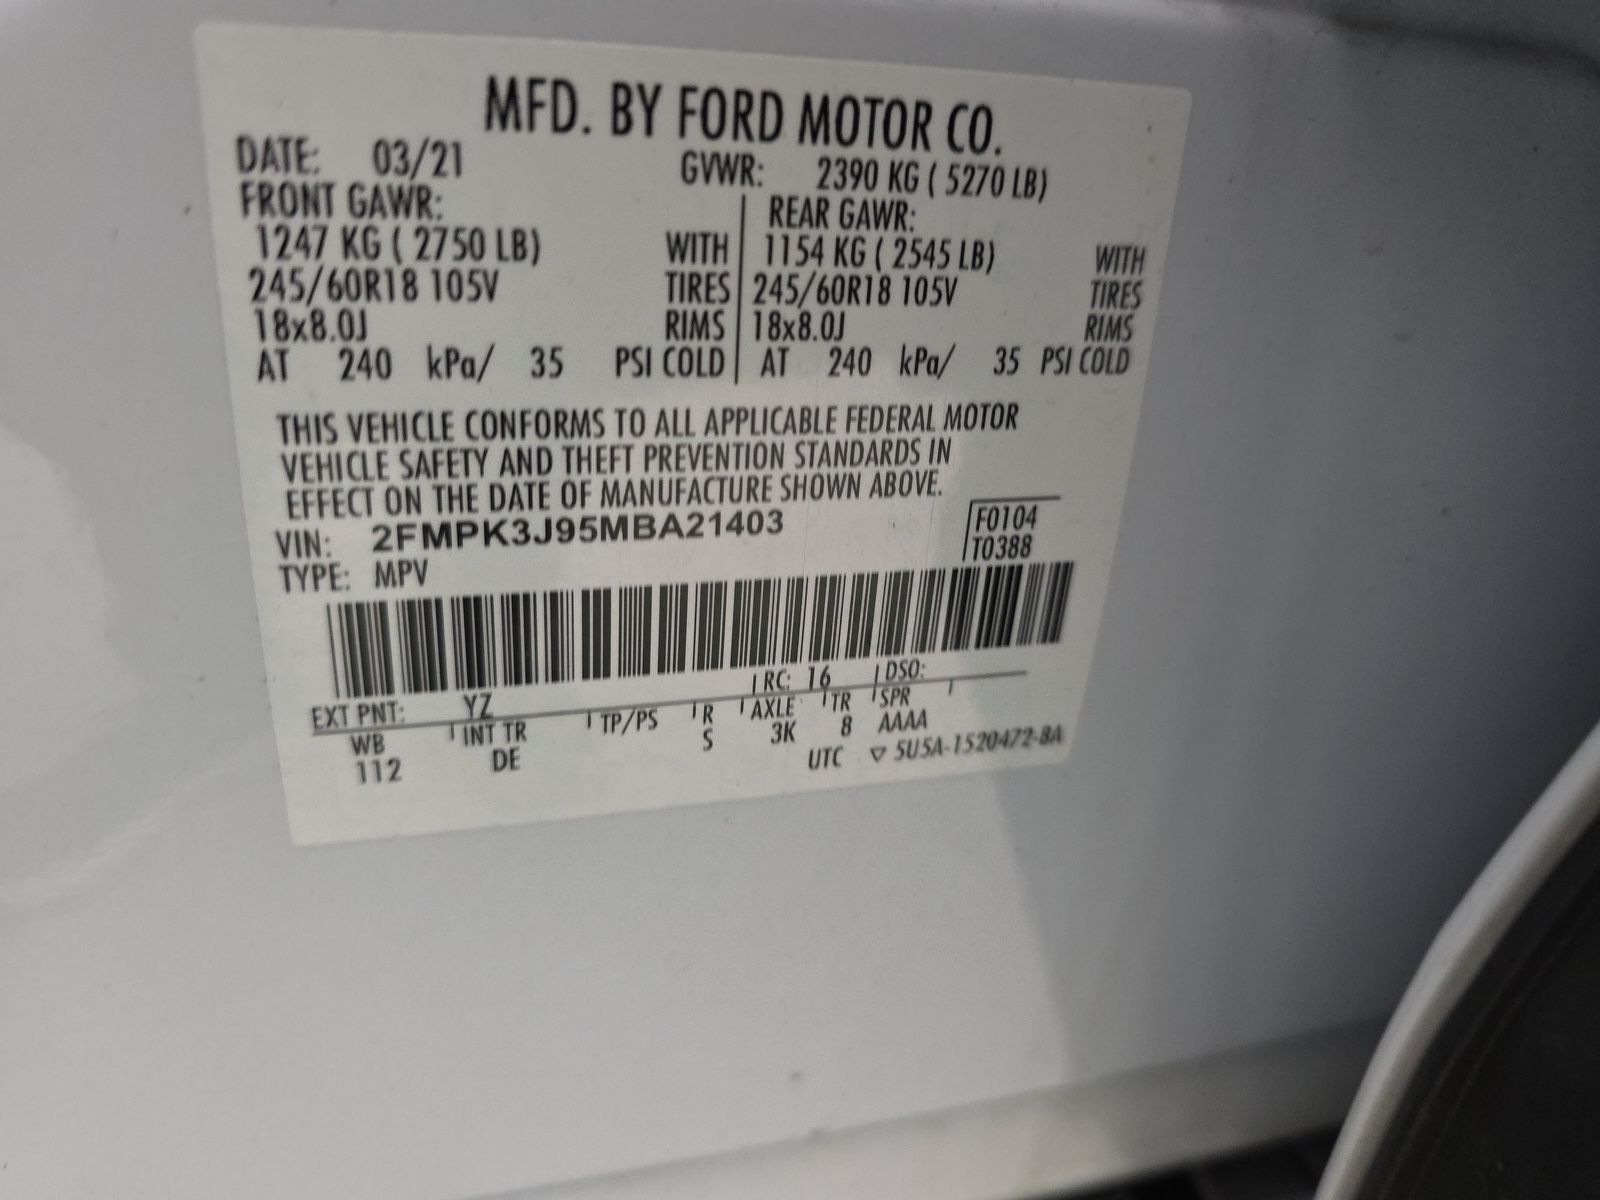 MFD. BY FORD MOTOR CO.
DATE: 03/21 GVWR: 2390 KG ( 5270 LB)
FRONT GAWR: REAR GAWR:
1247 KG ( 2750 LB) WITH 1154 KG ( 2545 LB) WITH
245/60R18 105V TIRES 245/60R18 105V TIRES
18x8.0J RIMS 18x8.0J RIMS
AT 240 kPa/ 35 PSI COLD AT 240 kPa/ 35 PSI COLD
THIS VEHICLE CONFORMS TO ALL APPLICABLE FEDERAL MOTOR
VEHICLE SAFETY AND THEFT PREVENTION STANDARDS IN
EFFECT ON THE DATE OF MANUFACTURE SHOWN ABOVE.
VIN: 2FMPK3J95MBA21403 F0104
TYPE: MPV T0388
EXT PNT: YZ RC: 16 DSO:
WB INT TR TP/PS R AXLE TR SPR
112 DE S 3K 8 AAAA
UTC ▽ 5U5A-1520472-BA